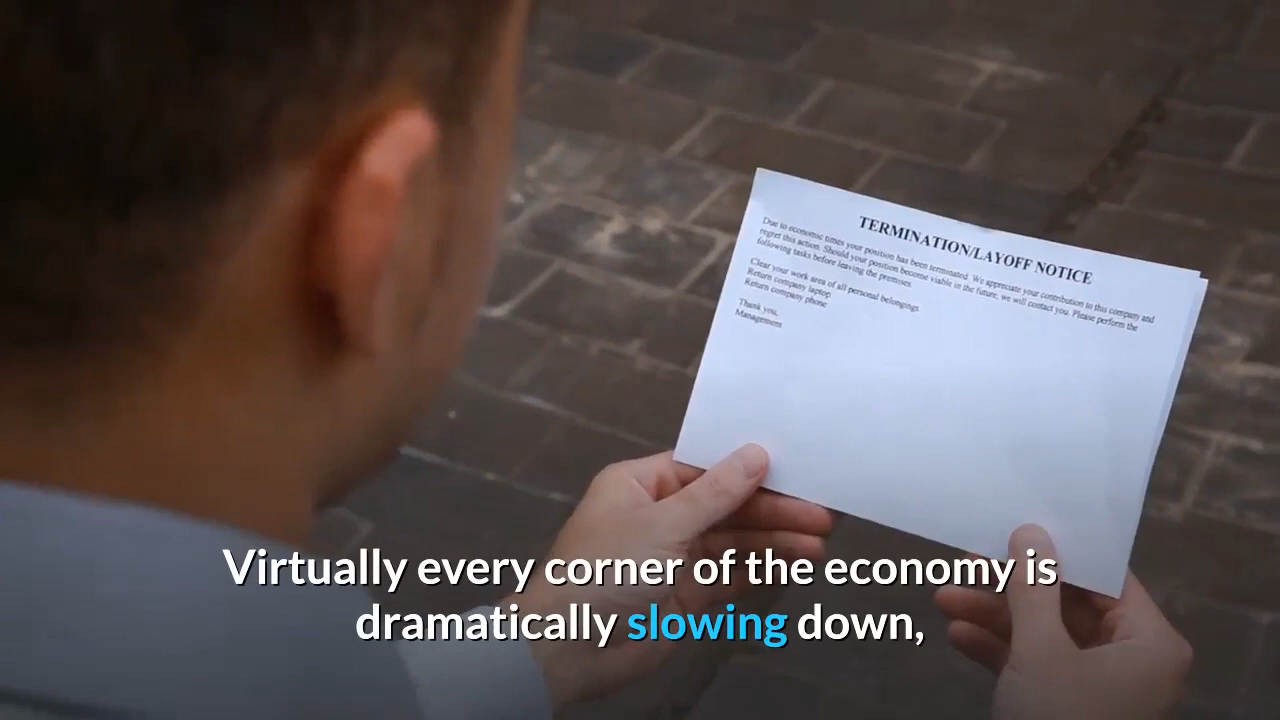 TERMINATION/LAYOFF NOTICE
Due to economic times your position has been terminated. We appreciate your contribution to this company and
regret this action. Should your position become viable in the future, we will contact you. Please perform the
following tasks before leaving the premises.
Clear your work area of all personal belongings
Return company laptop
Return company phone
Thank you,
Management
Virtually every corner of the economy is
dramatically slowing down,